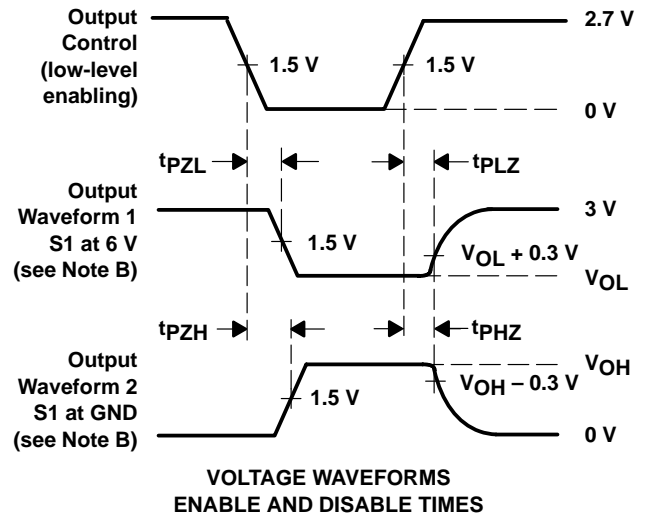 Output
Control
(low-level
enabling)
2.7 V
1.5 V
1.5 V
0 V
tPZL
tPLZ
Output
Waveform 1
S1 at 6 V
(see Note B)
3 V
1.5 V
VOL + 0.3 V
VOL
tPZH
tPHZ
Output
Waveform 2
S1 at GND
(see Note B)
VOH
1.5 V
VOH – 0.3 V
0 V
VOLTAGE WAVEFORMS
ENABLE AND DISABLE TIMES